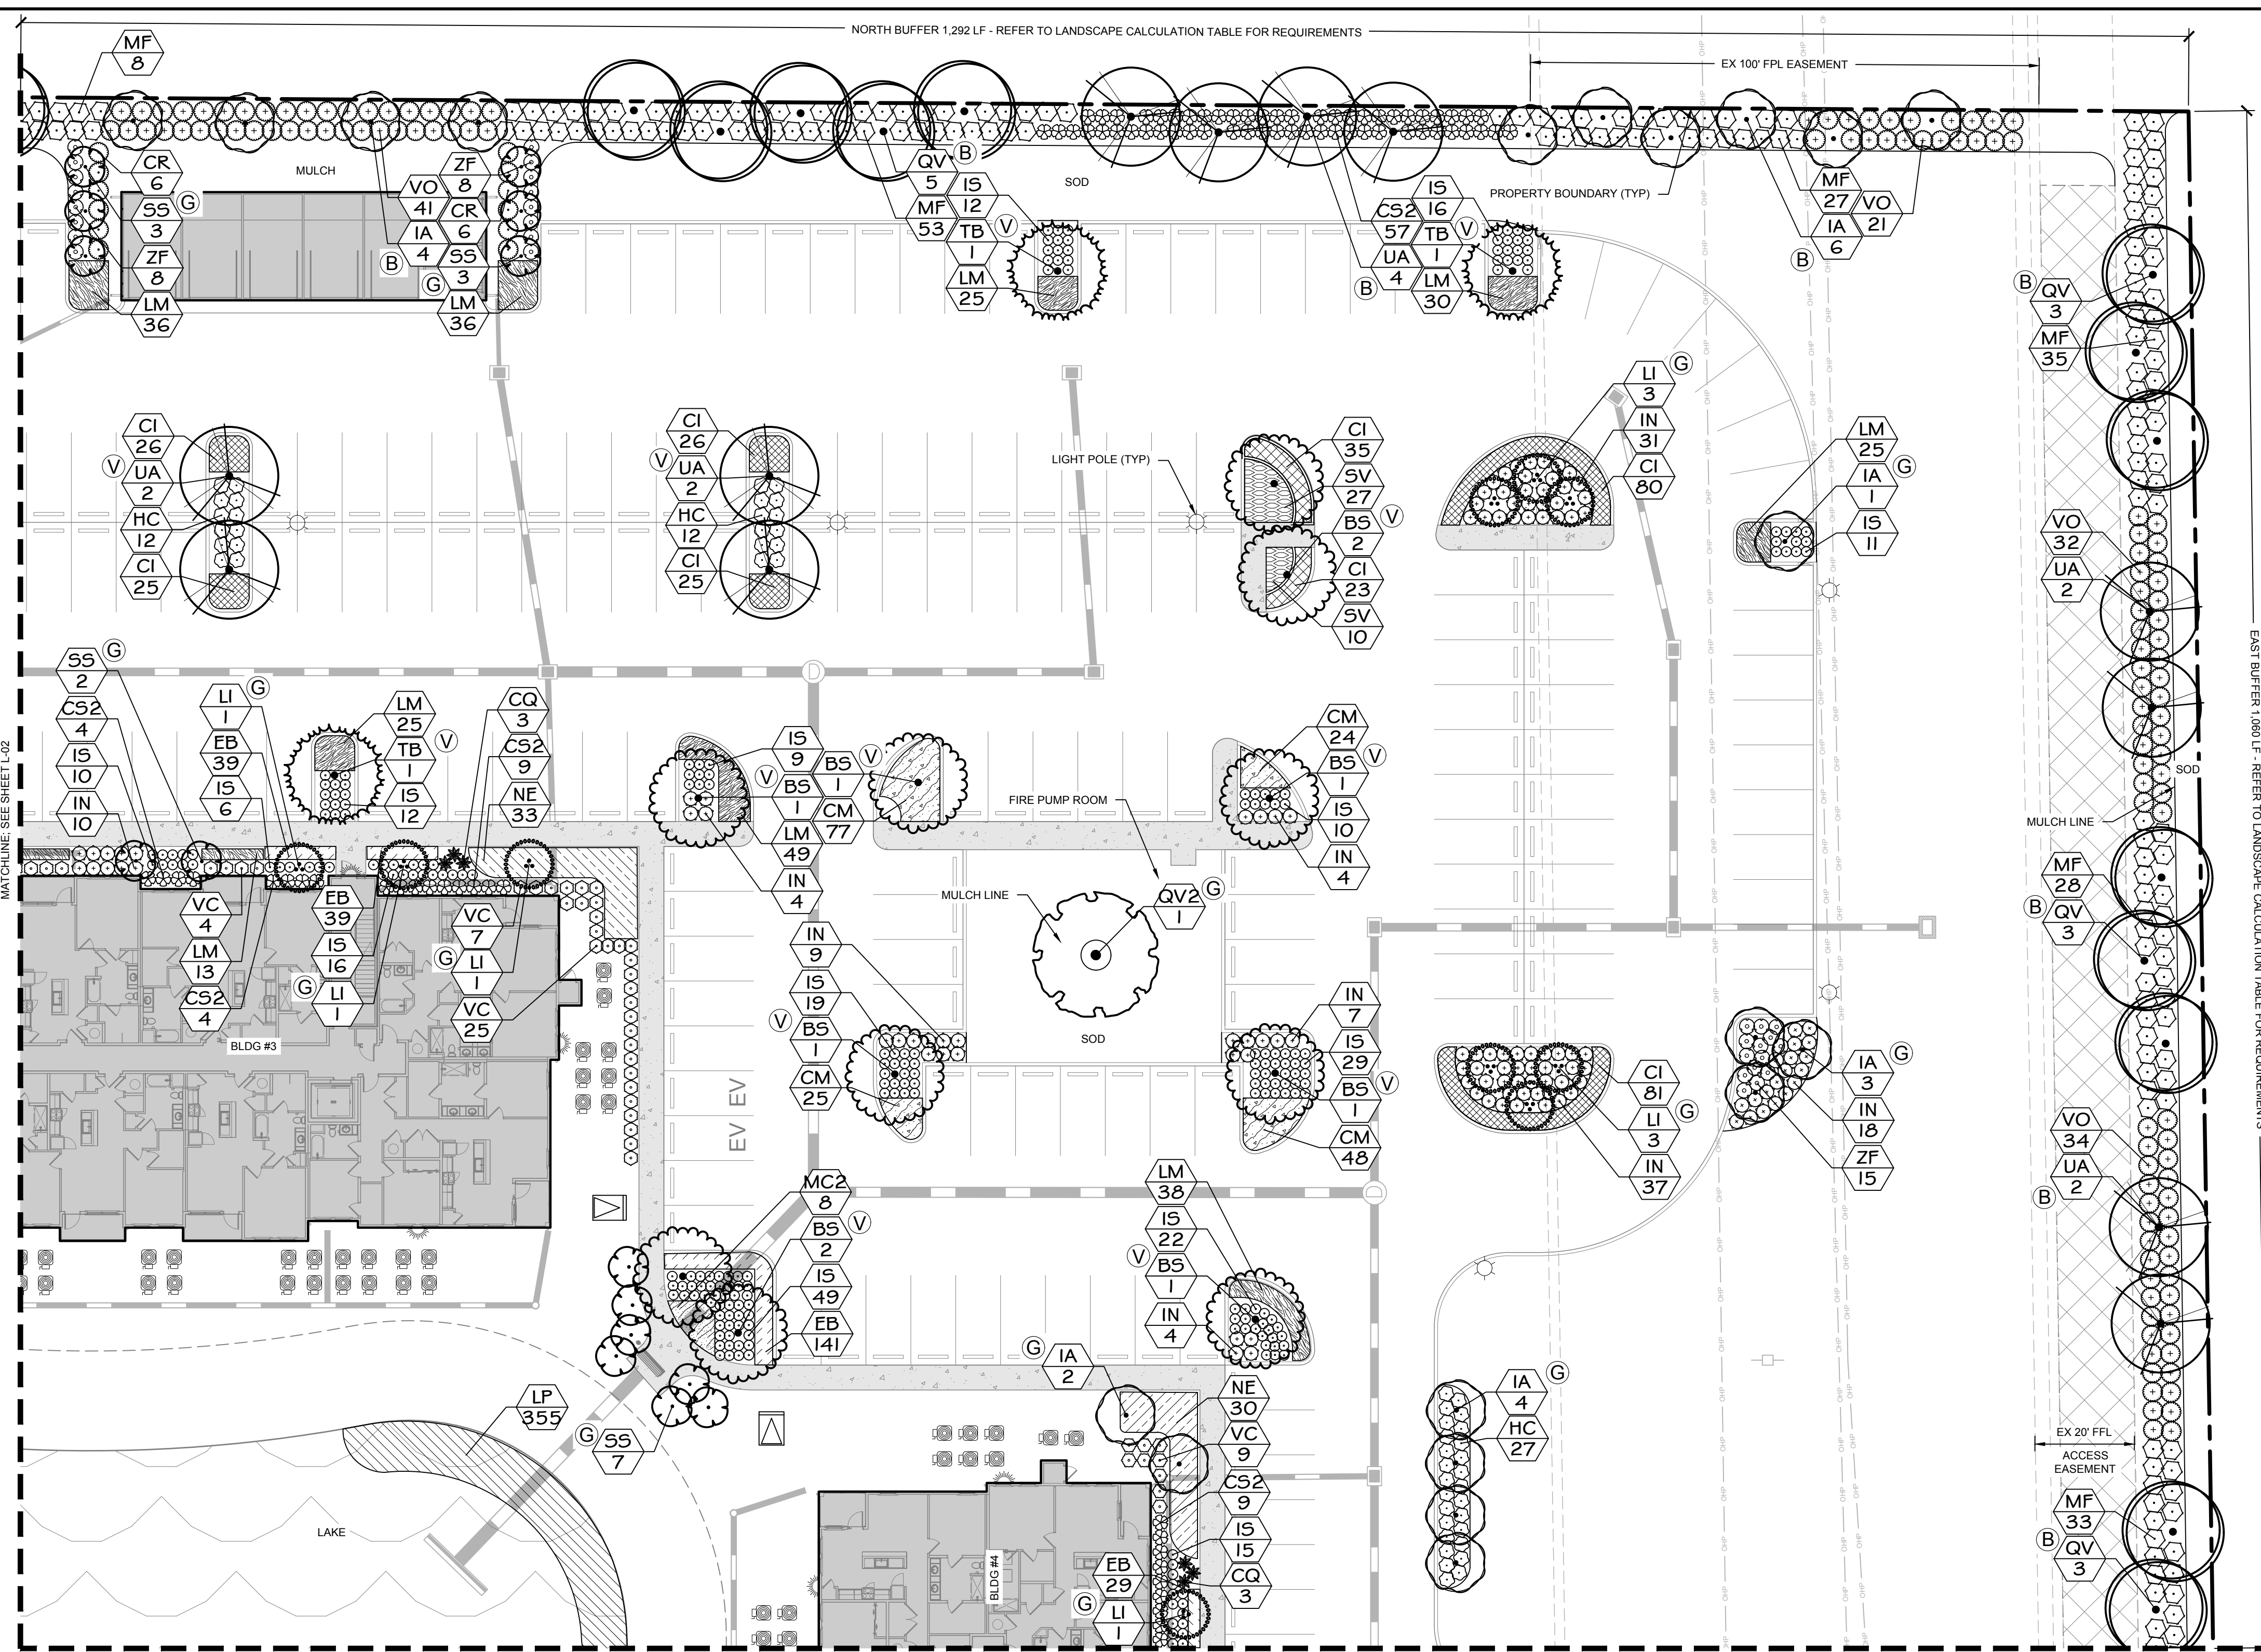 NORTH BUFFER 1,292 LF - REFER TO LANDSCAPE CALCULATION TABLE FOR REQUIREMENTS
EX 100' FPL EASEMENT
MF
8
MULCH
SOD
PROPERTY BOUNDARY (TYP)
CR
6
SS
3
G
ZF
8
LM
36
VO
41
IA
4
B
ZF
8
CR
6
SS
3
G
LM
36
QV
5
B
MF
53
IS
12
TB
1
V
LM
25
CS2
57
UA
4
B
IS
16
TB
1
V
LM
30
MF
27
IA
6
B
VO
21
B
QV
3
MF
35
CI
26
V
UA
2
HC
12
CI
25
CI
26
V
UA
2
HC
12
CI
25
LIGHT POLE (TYP)
CI
35
SV
27
BS
2
V
CI
23
SV
10
LI
3
G
IN
31
CI
80
LM
25
IA
1
G
IS
11
VO
32
UA
2
EAST BUFFER 1,060 LF - REFER TO LANDSCAPE CALCULATION TABLE FOR REQUIREMENTS
MATCHLINE; SEE SHEET L-02
SS
2
G
CS2
4
IS
10
IN
10
LI
1
G
EB
39
IS
6
LM
25
TB
1
V
IS
12
CQ
3
CS2
9
NE
33
IS
9
V
BS
1
LM
49
IN
4
BS
1
V
CM
77
FIRE PUMP ROOM
CM
24
BS
1
V
IS
10
IN
4
SOD
MULCH LINE
VC
4
LM
13
CS2
4
EB
39
IS
16
G
LI
1
VC
7
G
LI
1
VC
25
MULCH LINE
QV2
1
G
MF
28
B
QV
3
BLDG #3
IN
9
IS
19
V
BS
1
CM
25
SOD
IN
7
IS
29
BS
1
V
CM
48
CI
81
LI
3
G
IN
37
IA
3
G
IN
18
ZF
15
EV EV
VO
34
UA
2
B
MC2
8
BS
2
V
IS
49
EB
141
LM
38
IS
22
V
BS
1
IN
4
LP
355
G
SS
7
G
IA
2
NE
30
VC
9
CS2
9
IS
15
CQ
3
EB
29
G
LI
1
IA
4
G
HC
27
EX 20' FFL
ACCESS
EASEMENT
MF
33
B
QV
3
LAKE
BLDG #4
OHP
D